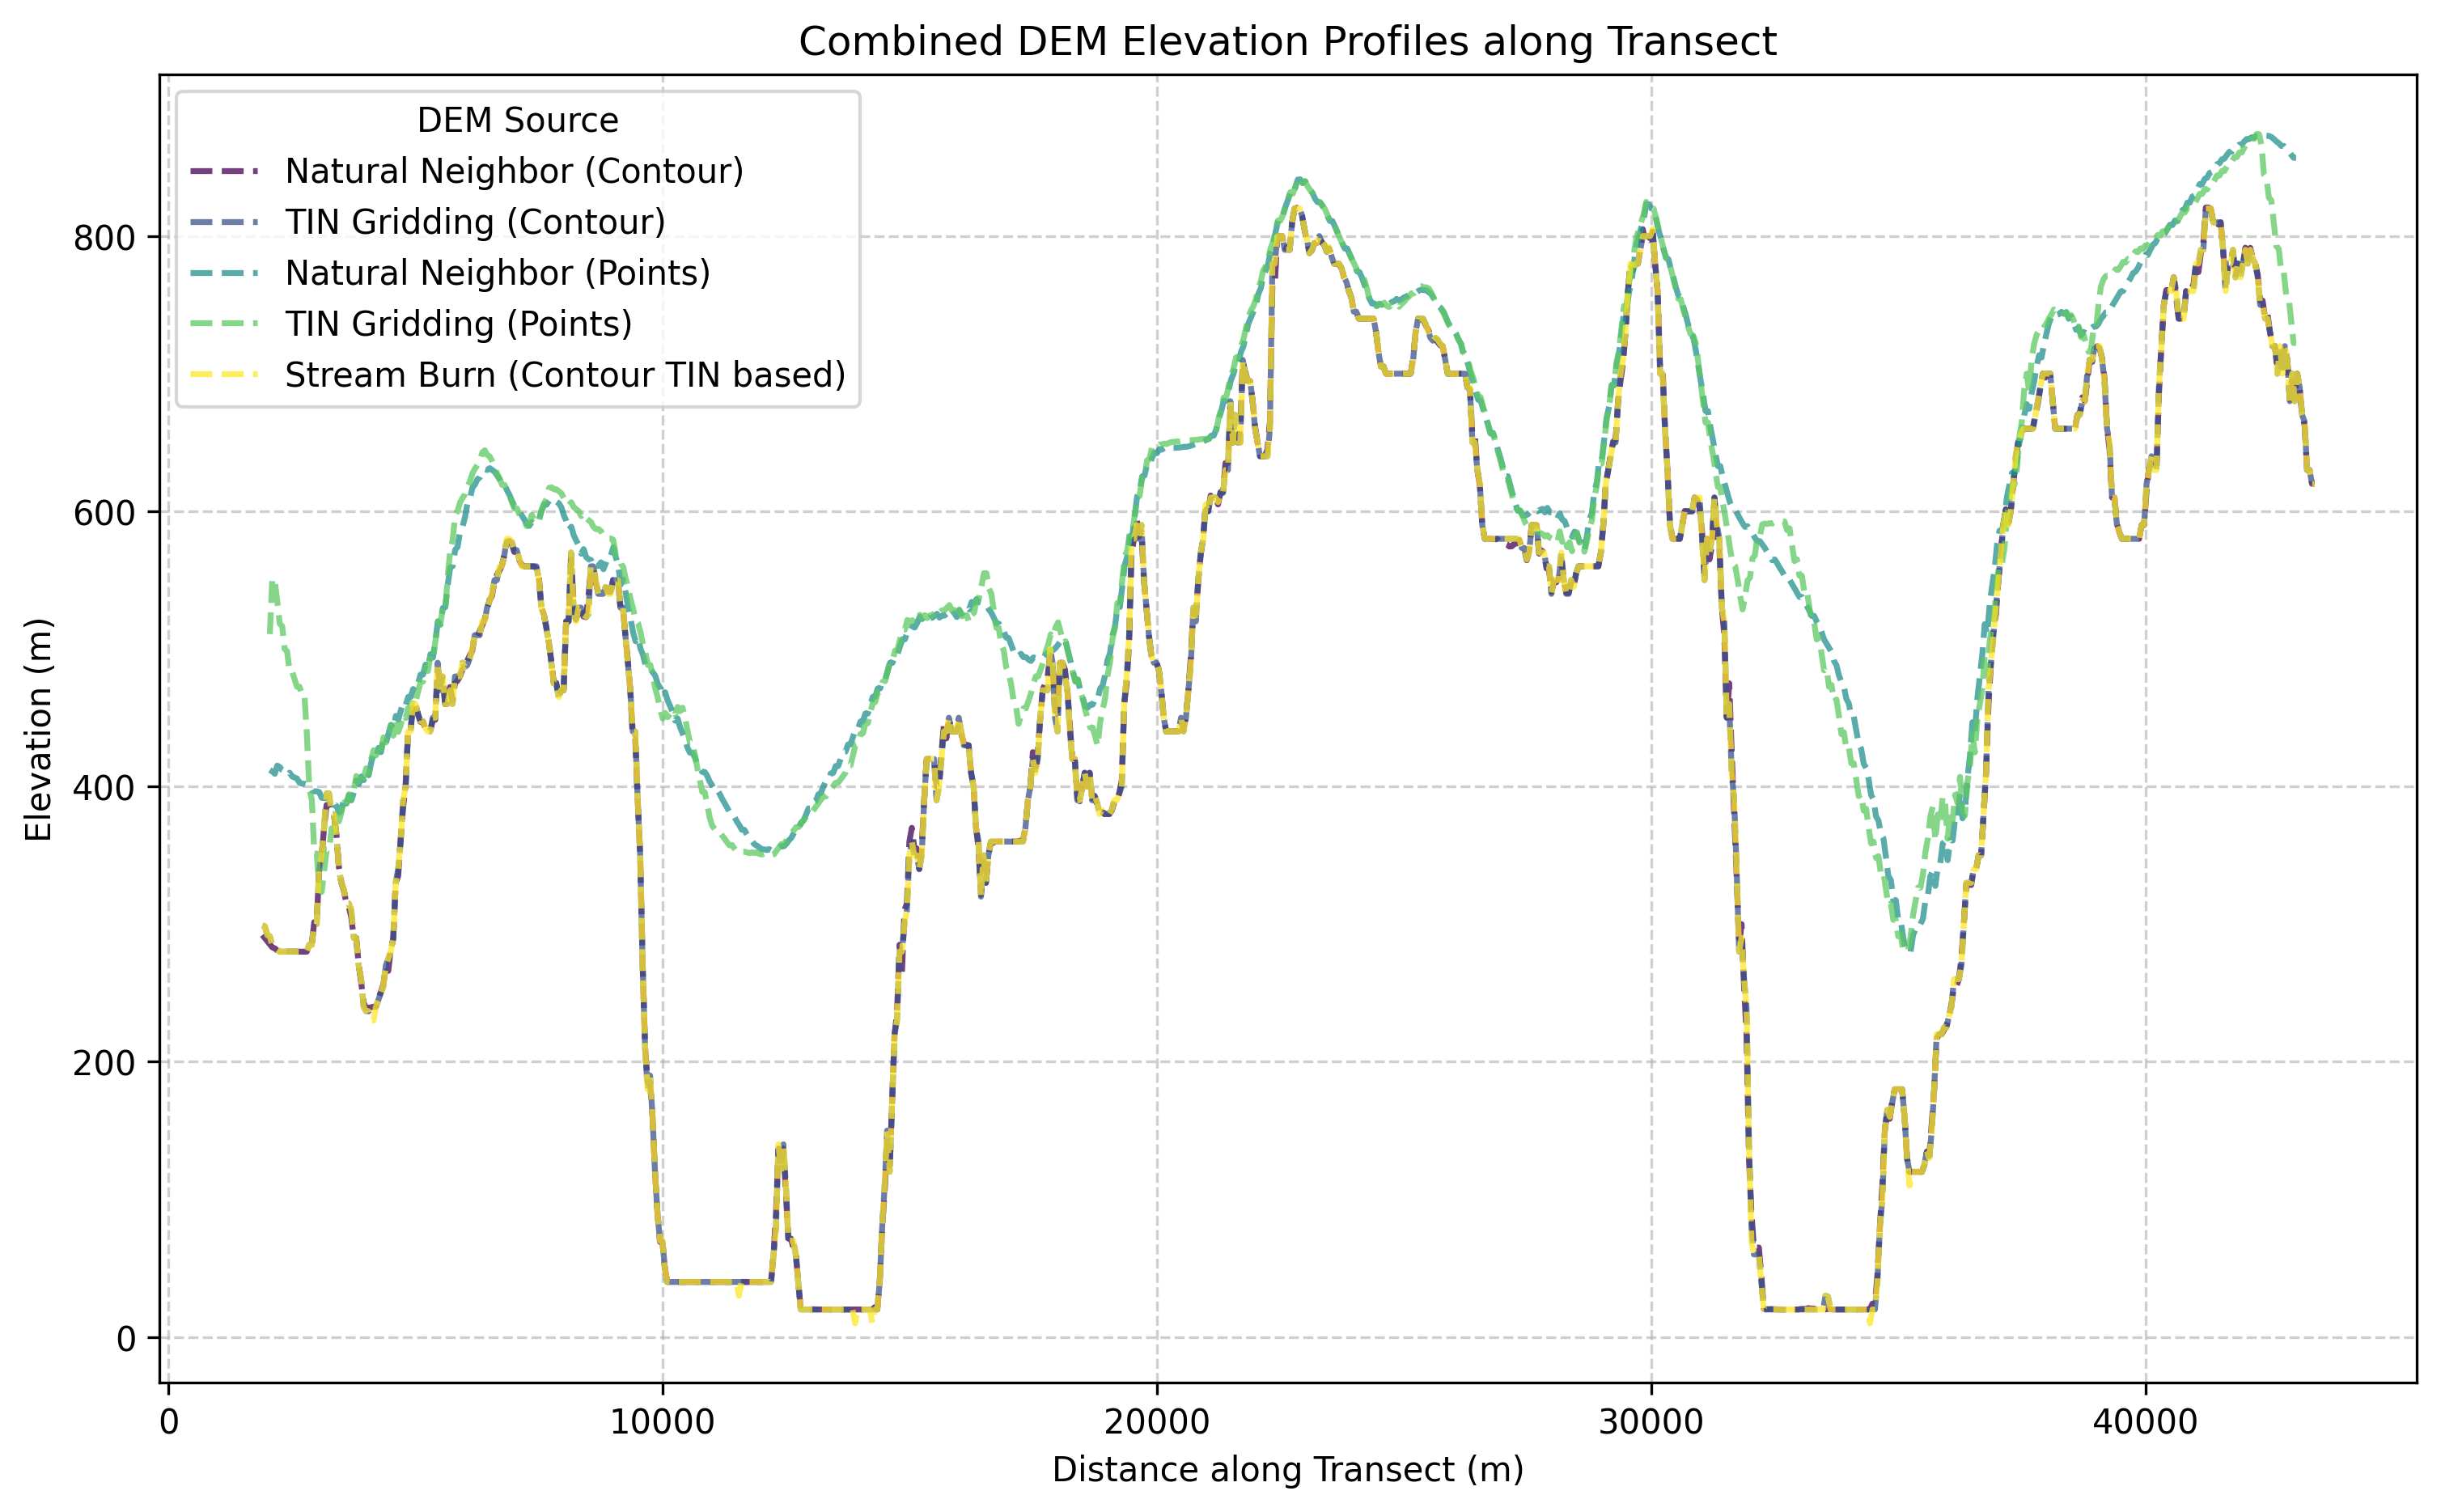 Combined DEM Elevation Profiles along Transect
DEM Source
Natural Neighbor (Contour)
TIN Gridding (Contour)
Natural Neighbor (Points)
TIN Gridding (Points)
Stream Burn (Contour TIN based)
Elevation (m)
800
600
400
200
0
0 10000 20000 30000 40000
Distance along Transect (m)